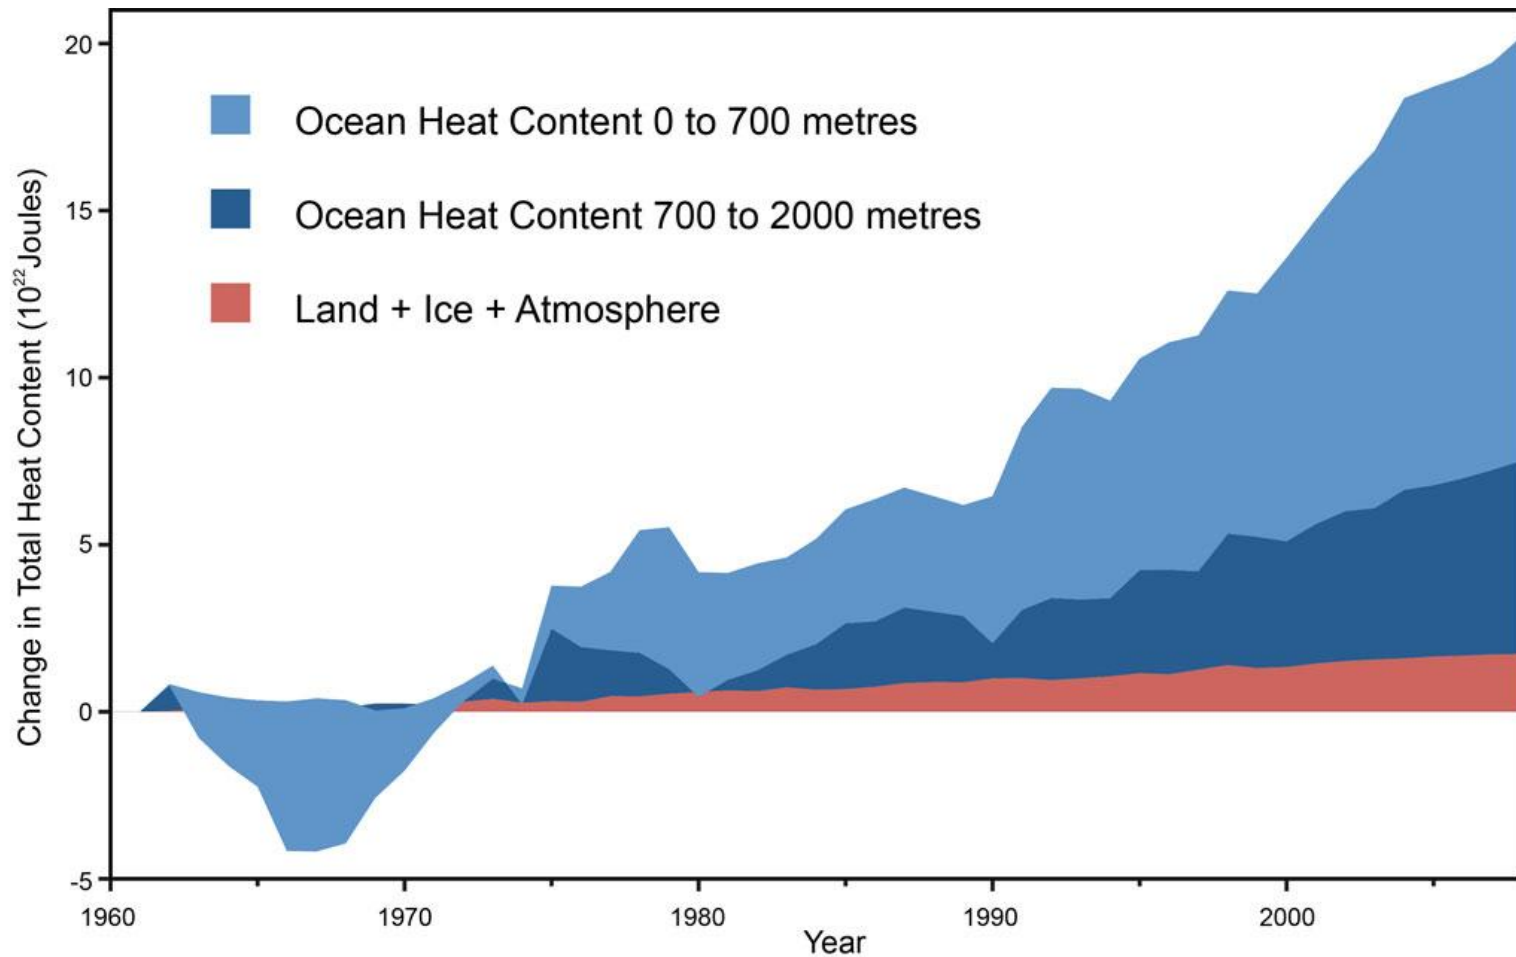 20
15
10
5
0
-5
Change in Total Heat Content (10²² Joules)
Ocean Heat Content 0 to 700 metres
Ocean Heat Content 700 to 2000 metres
Land + Ice + Atmosphere
1960
1970
1980
1990
2000
Year